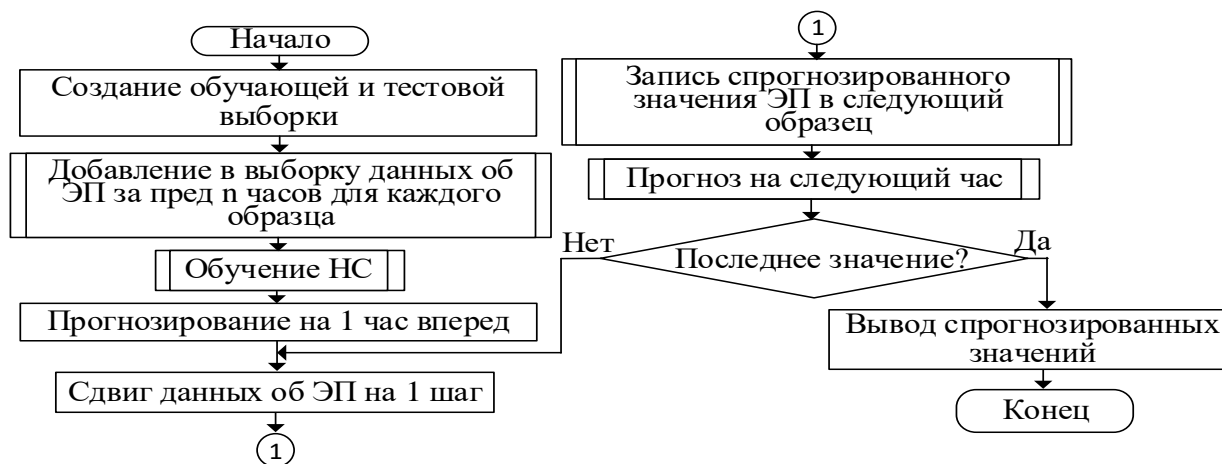 Начало
Создание обучающей и тестовой
выборки
Добавление в выборку данных об
ЭП за пред n часов для каждого
образца
Обучение НС
Прогнозирование на 1 час вперед
Сдвиг данных об ЭП на 1 шаг
1
1
Запись спрогнозированного
значения ЭП в следующий
образец
Прогноз на следующий час
Нет
Последнее значение?
Да
Вывод спрогнозированных
значений
Конец